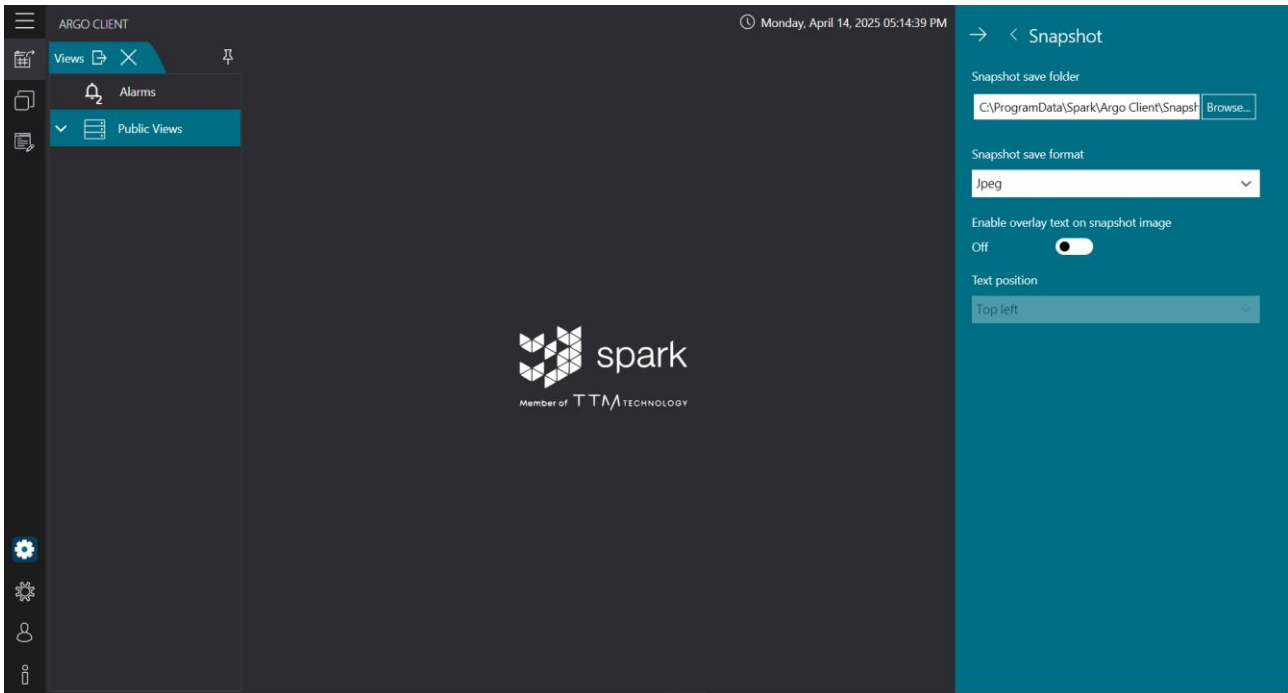 ARGO CLIENT
Monday, April 14, 2025 05:14:39 PM
Views
2 Alarms
Public Views
spark
Member of TTM TECHNOLOGY
Snapshot
Snapshot save folder
C:\ProgramData\Spark\Argo Client\Snapsh Browse...
Snapshot save format
Jpeg
Enable overlay text on snapshot image
Off
Text position
Top left